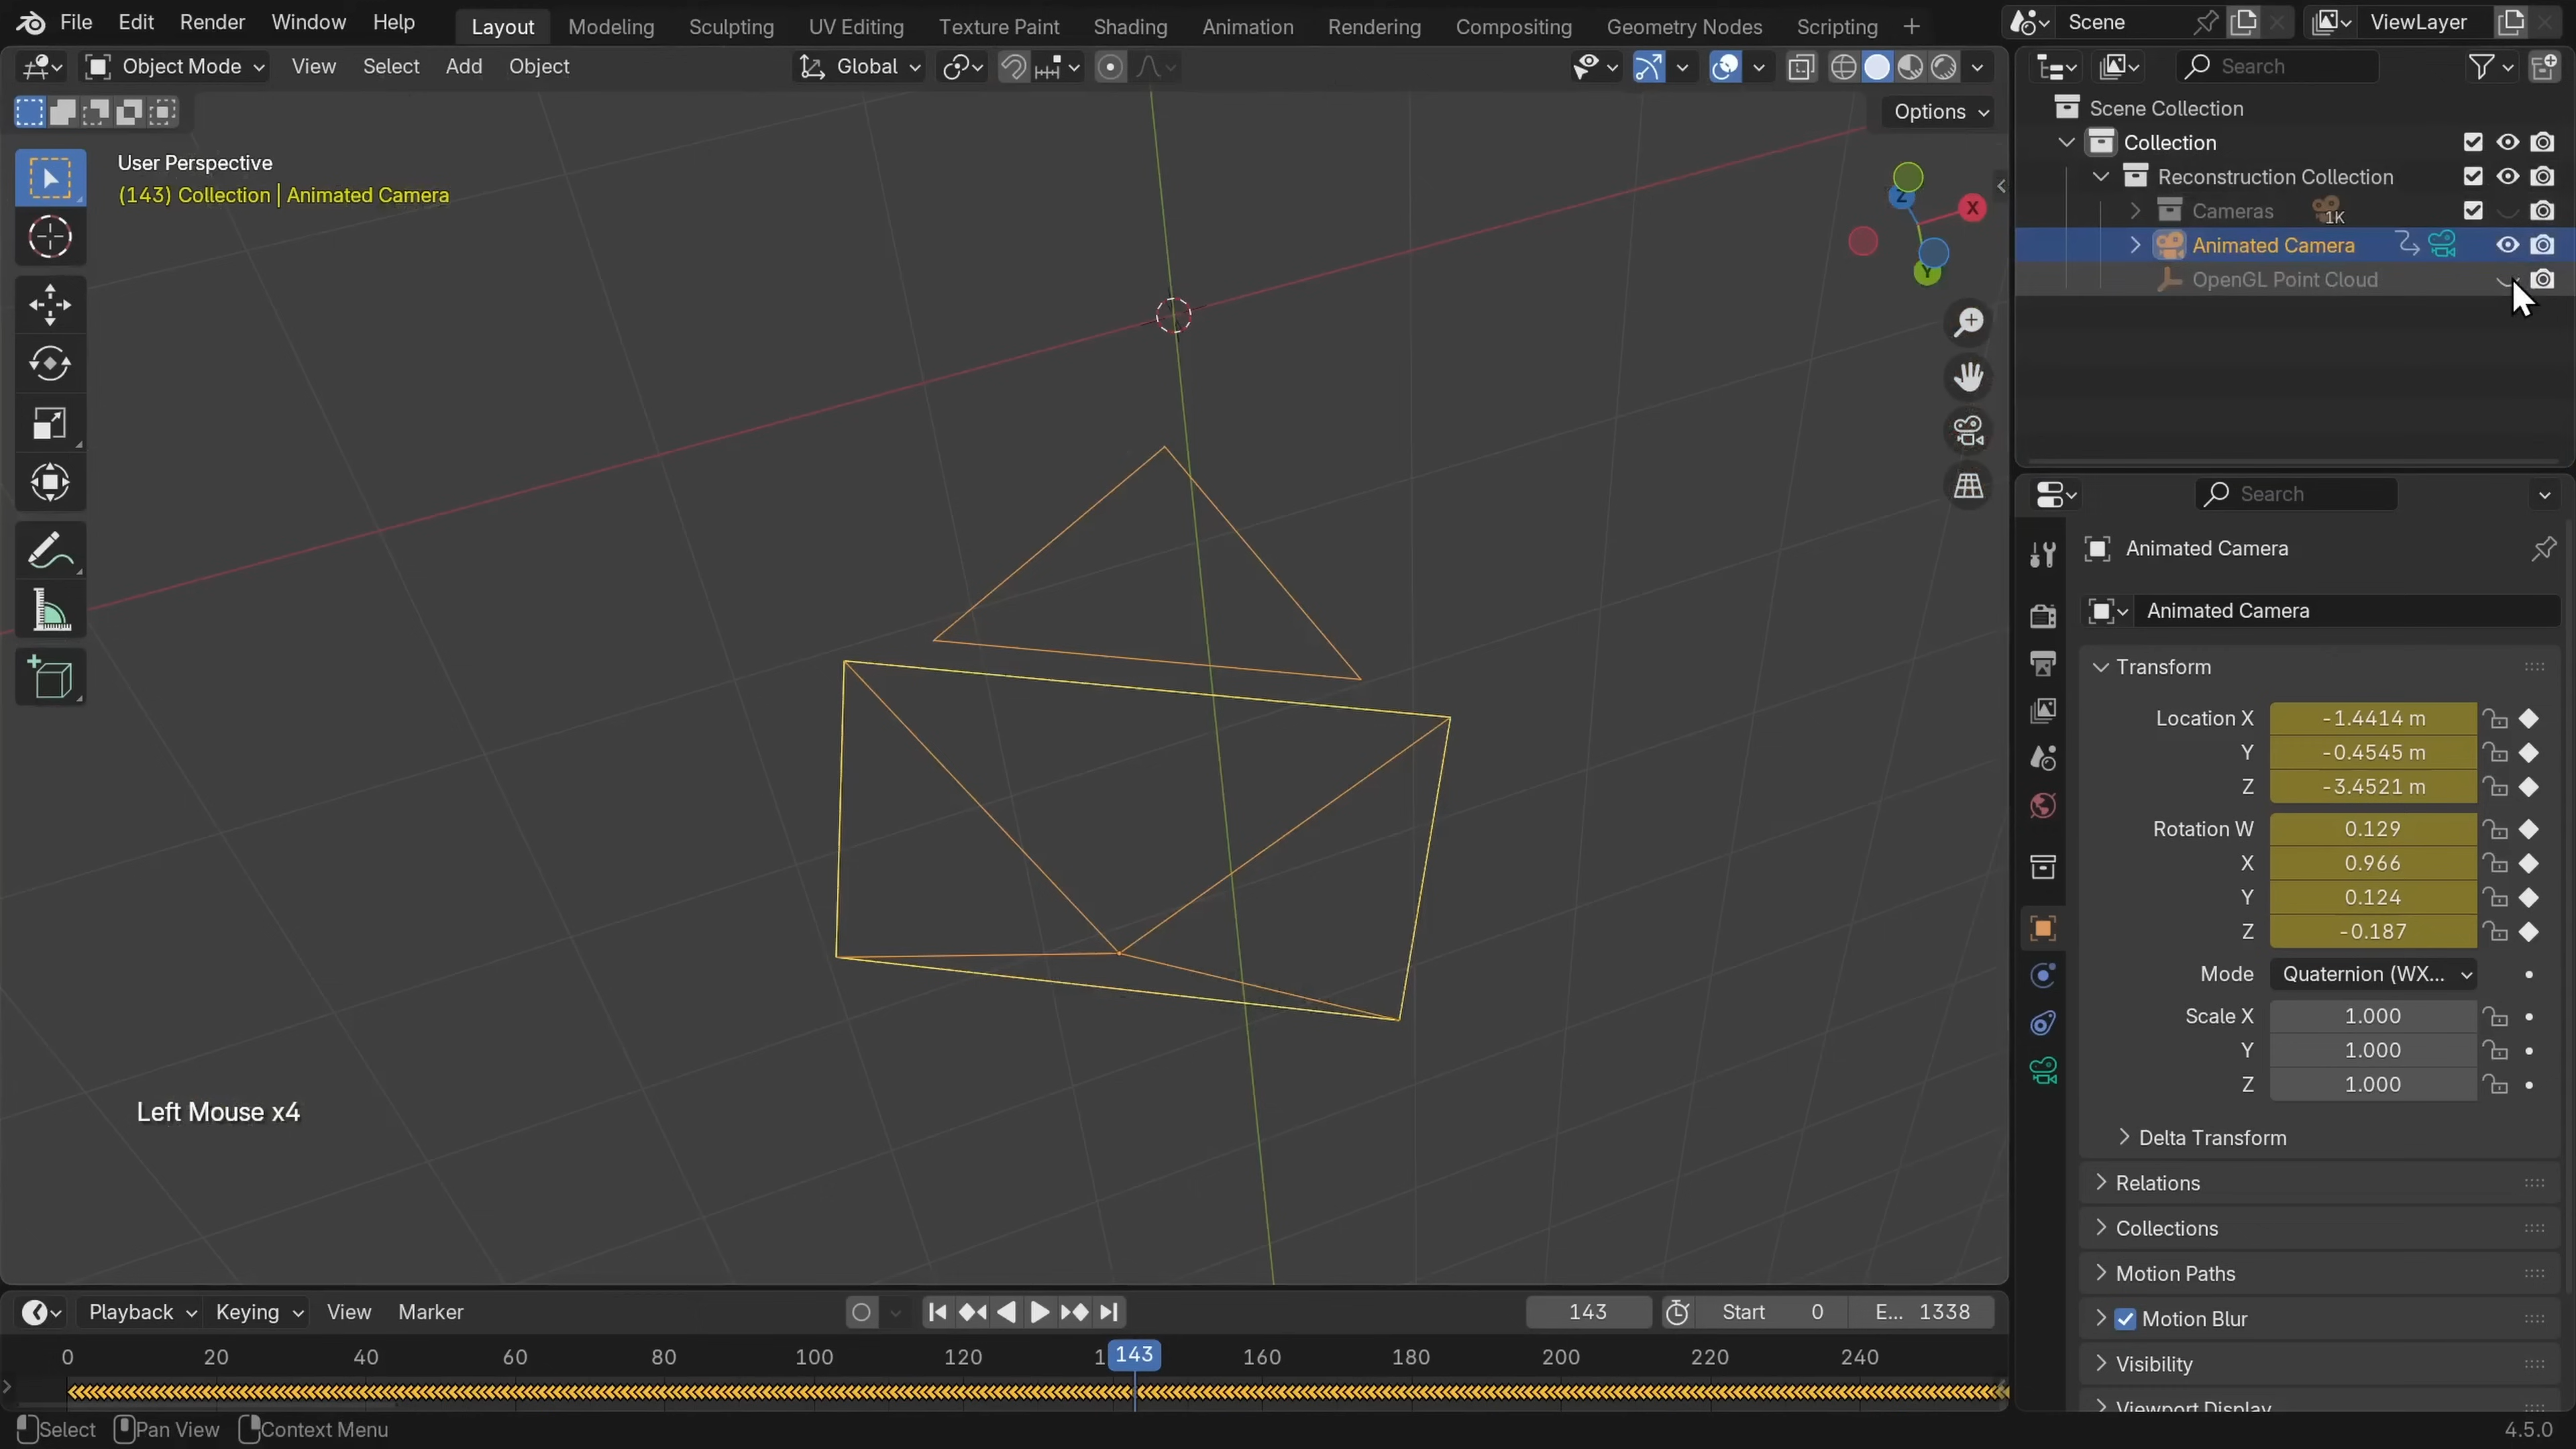 File Edit Render Window Help Layout Modeling Sculpting UV Editing Texture Paint Shading Animation Rendering Compositing Geometry Nodes Scripting + Scene ViewLayer
Object Mode View Select Add Object Global Search
Options
User Perspective
(143) Collection | Animated Camera
Z X Y
Scene Collection
Collection
Reconstruction Collection
Cameras 1K
Animated Camera
OpenGL Point Cloud
Search
Animated Camera
Animated Camera
Transform
Location X -1.4414 m
Y -0.4545 m
Z -3.4521 m
Rotation W 0.129
X 0.966
Y 0.124
Z -0.187
Mode Quaternion (WX...
Scale X 1.000
Y 1.000
Z 1.000
Delta Transform
Relations
Collections
Motion Paths
Motion Blur
Visibility
Viewport Display
Left Mouse x4
Playback Keying View Marker 143 Start 0 E... 1338
0 20 40 60 80 100 120 1 143 160 180 200 220 240
Select Pan View Context Menu 4.5.0